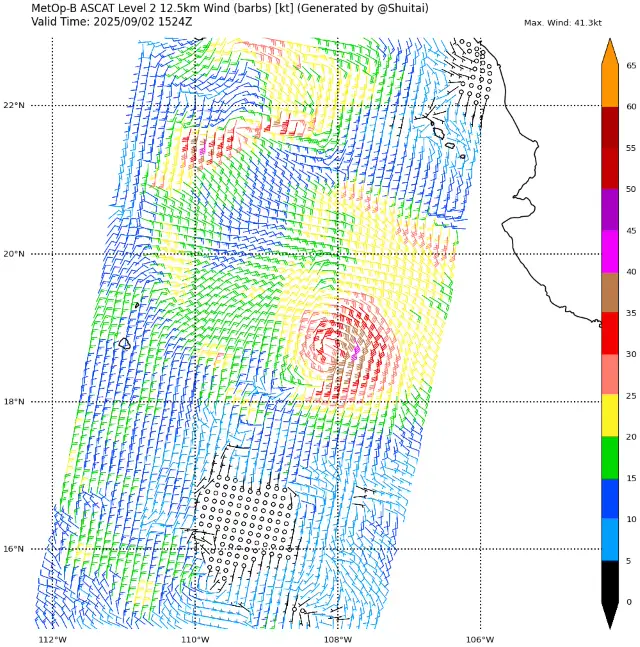 MetOp-B ASCAT Level 2 12.5km Wind (barbs) [kt] (Generated by @Shuitai)
Valid Time: 2025/09/02 1524Z
Max. Wind: 41.3kt
65
60
55
50
45
40
35
30
25
20
15
10
5
0
22°N
20°N
18°N
16°N
112°W
110°W
108°W
106°W